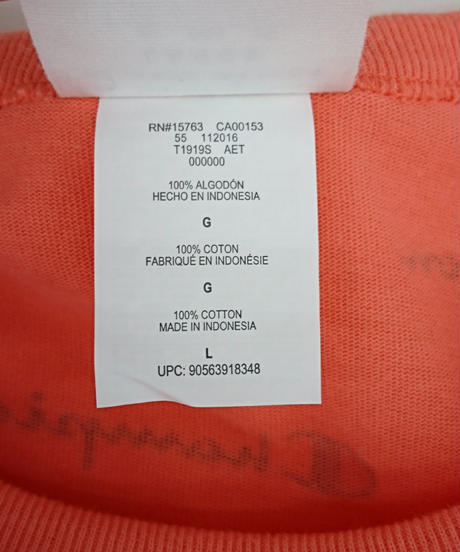 RN#15763 CA00153
55 112016
T1919S AET
000000
100% ALGODÓN
HECHO EN INDONESIA
G
100% COTON
FABRIQUÉ EN INDONÉSIE
G
100% COTTON
MADE IN INDONESIA
L
UPC: 90563918348